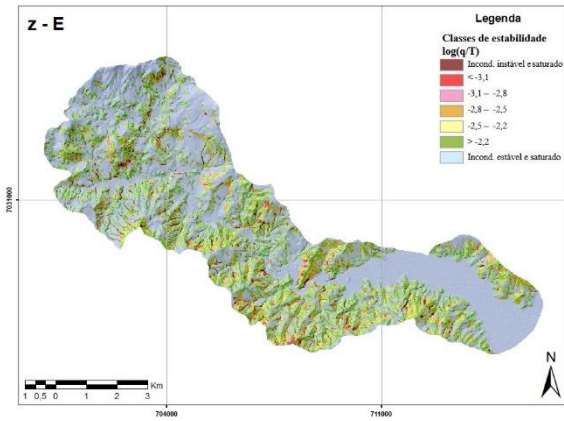 z - E
Legenda
Classes de estabilidade
log(q/T)
Incond. instável e saturado
< -3,1
-3,1 – -2,8
-2,8 – -2,5
-2,5 – -2,2
> -2,2
Incond. estável e saturado
7031000
N
Km
1 0,5 0 1 2 3
704000
711000